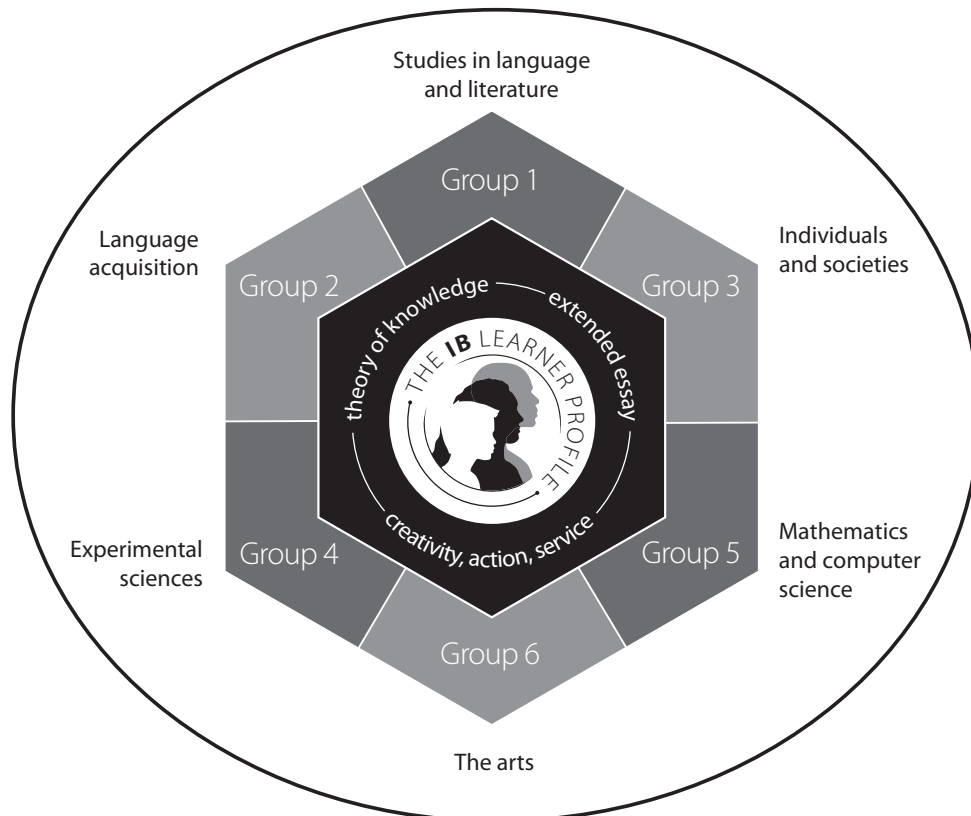 Studies in language
and literature
Group 1
Language
acquisition
Group 2
Individuals
and societies
Group 3
theory of knowledge
extended essay
THE IB LEARNER PROFILE
creativity, action, service
Experimental
sciences
Group 4
Mathematics
and computer
science
Group 5
Group 6
The arts